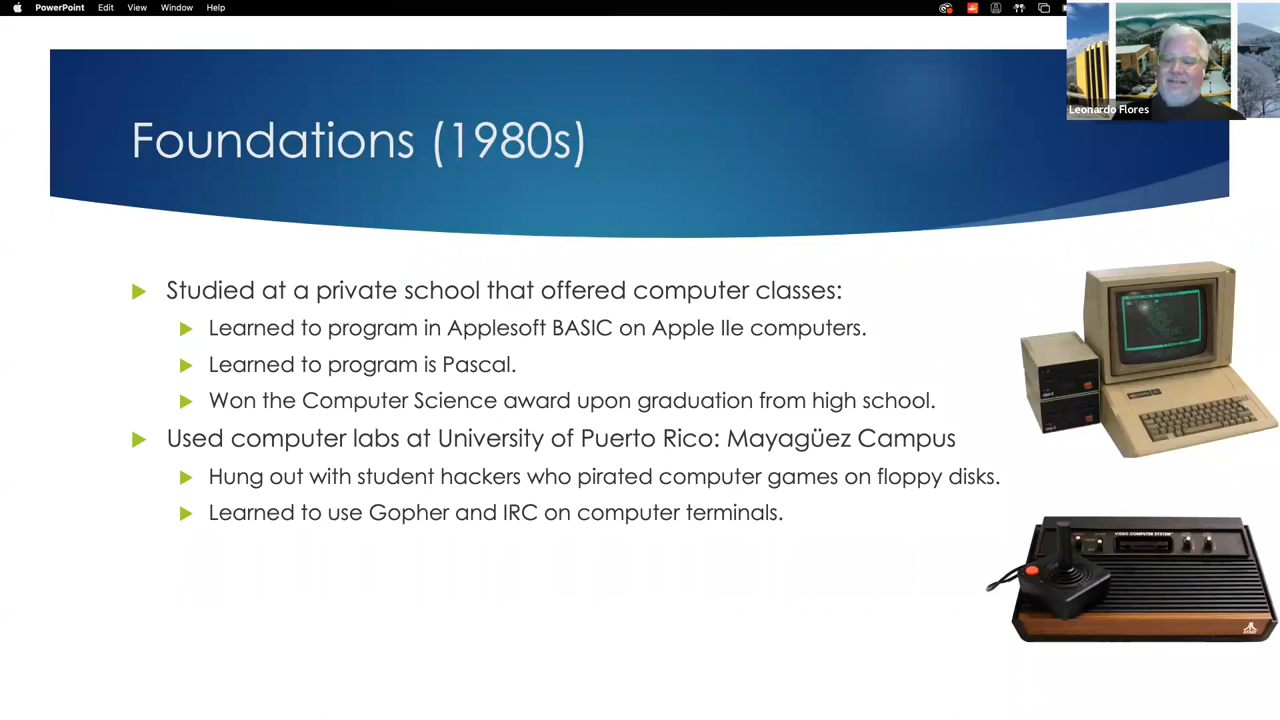 PowerPoint Edit View Window Help
Leonardo Flores
Foundations (1980s)
Studied at a private school that offered computer classes:
Learned to program in Applesoft BASIC on Apple IIe computers.
Learned to program is Pascal.
Won the Computer Science award upon graduation from high school.
Used computer labs at University of Puerto Rico: Mayagüez Campus
Hung out with student hackers who pirated computer games on floppy disks.
Learned to use Gopher and IRC on computer terminals.
VIDEO COMPUTER SYSTEM
ATARI